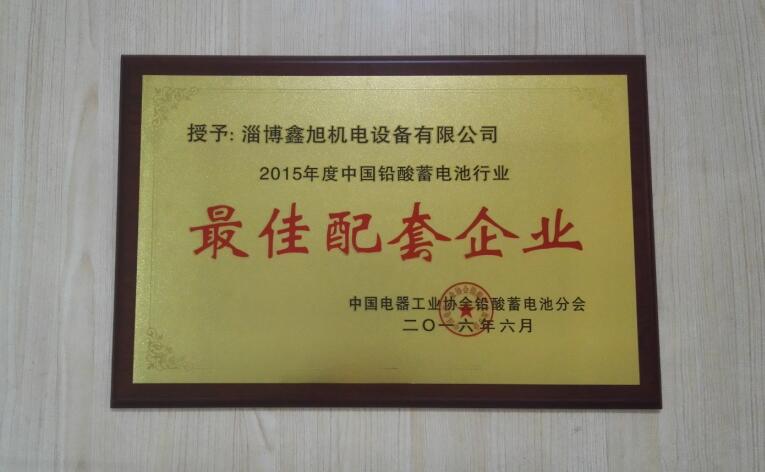 授予：淄博鑫旭机电设备有限公司
2015年度中国铅酸蓄电池行业
最佳配套企业
中国电器工业协会铅酸蓄电池分会
二〇一六年六月